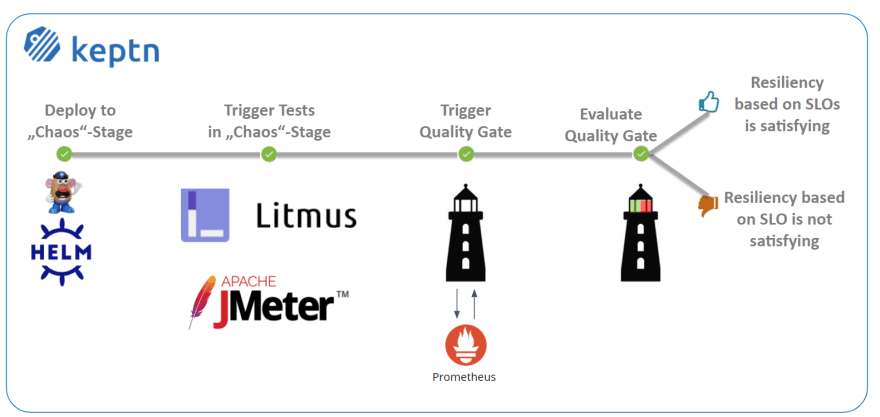 keptn
Deploy to
„Chaos“-Stage
Trigger Tests
in „Chaos“-Stage
Trigger
Quality Gate
Evaluate
Quality Gate
Resiliency
based on SLOs
is satisfying
Resiliency based
on SLO is not
satisfying
HELM
Litmus
APACHE
JMeter™
Prometheus